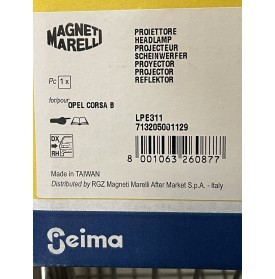 MAGNETI
MARELLI
PROIETTORE
HEADLAMP
PROJECTEUR
SCHEINWERFER
PROYECTOR
PROJECTOR
REFLEKTOR
Pc 1 x
for/pour OPEL CORSA B
LPE311
713205001129
DX
RH
8 001063 260877
Made in TAIWAN
Distributed by RGZ Magneti Marelli After Market S.p.A. - Italy
Seima